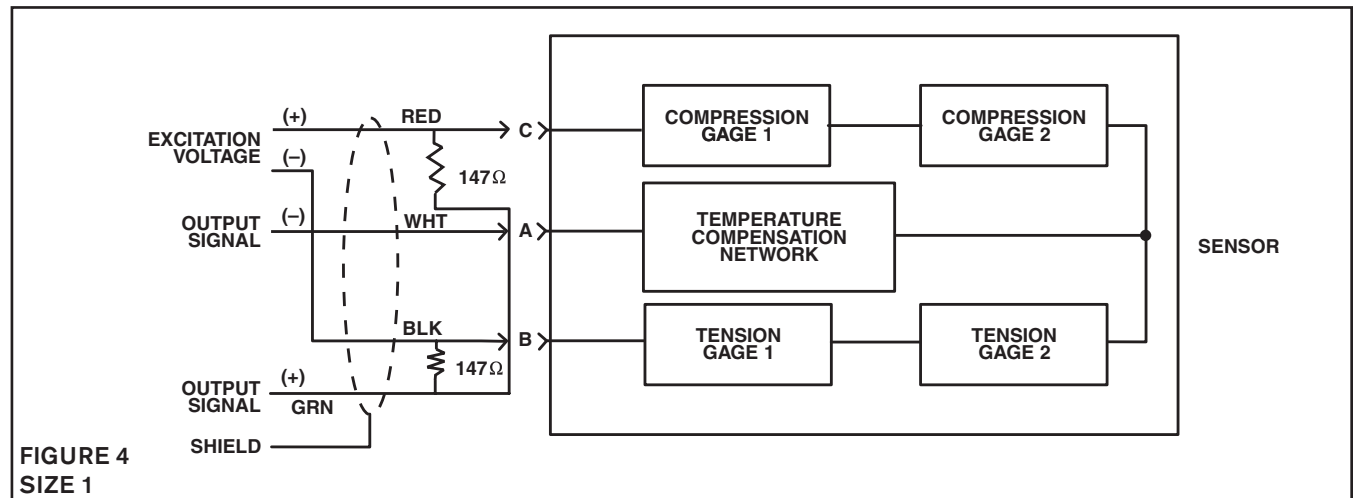 (+)
RED
C
COMPRESSION
GAGE 1
COMPRESSION
GAGE 2
EXCITATION
VOLTAGE
(–)
147Ω
OUTPUT
SIGNAL
(–)
WHT
A
TEMPERATURE
COMPENSATION
NETWORK
SENSOR
BLK
B
TENSION
GAGE 1
TENSION
GAGE 2
147Ω
OUTPUT
SIGNAL
(+)
GRN
SHIELD
FIGURE 4
SIZE 1